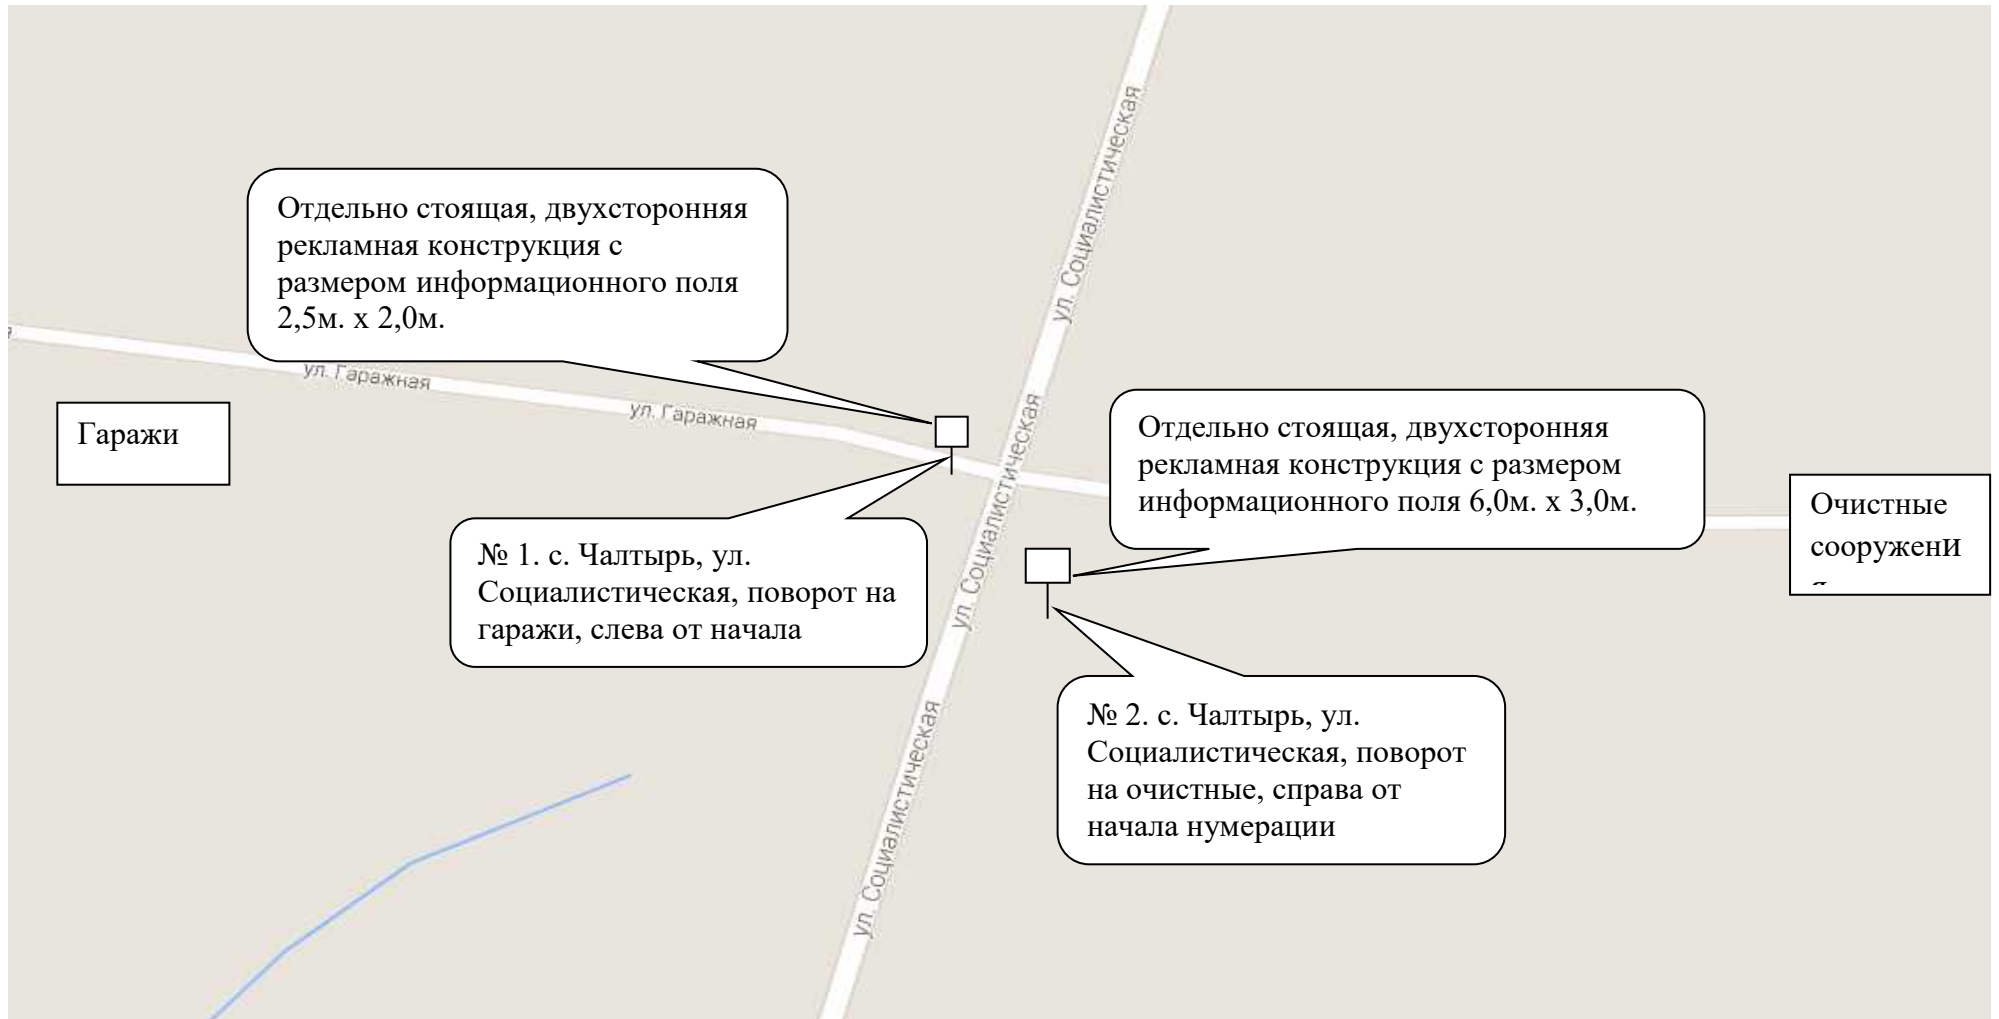 ул. Социалистическая
Отдельно стоящая, двухсторонняя
рекламная конструкция с
размером информационного поля
2,5м. х 2,0м.
ул. Гаражная
ул. Гаражная
ул. Социалистическая
Гаражи
Отдельно стоящая, двухсторонняя
рекламная конструкция с размером
информационного поля 6,0м. х 3,0м.
Очистные
сооружени
№ 1. с. Чалтырь, ул.
Социалистическая, поворот на
гаражи, слева от начала
№ 2. с. Чалтырь, ул.
Социалистическая, поворот
на очистные, справа от
начала нумерации
ул. Социалистическая